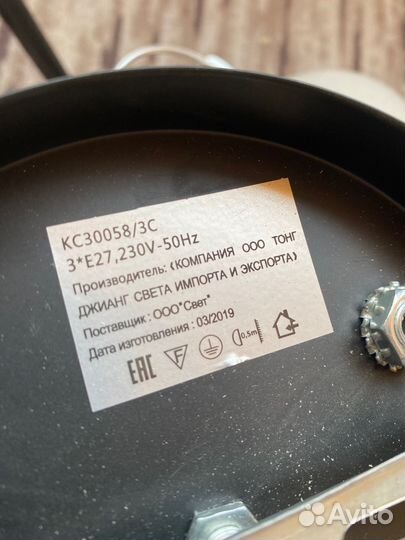 KC30058/3C
3*E27,230V-50Hz
Производитель: (КОМПАНИЯ ООО ТОНГ
ДЖИАНГ СВЕТА ИМПОРТА И ЭКСПОРТА)
Поставщик : ООО"Свет"
Дата изготовления : 03/2019
EAC F 0,5m
Avito